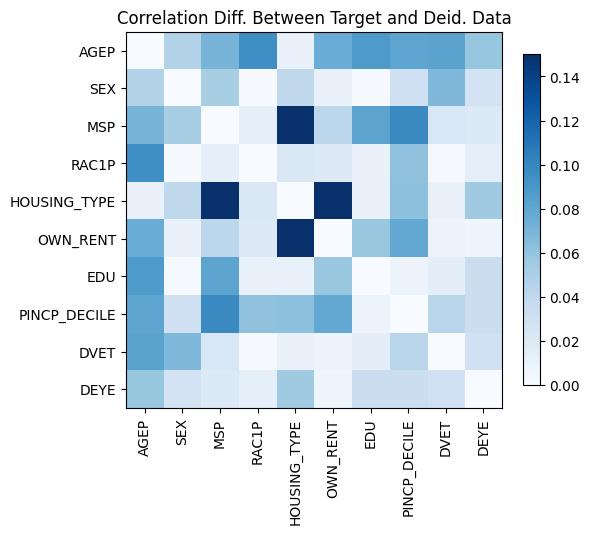 Correlation Diff. Between Target and Deid. Data
AGEP
SEX
MSP
RAC1P
HOUSING_TYPE
OWN_RENT
EDU
PINCP_DECILE
DVET
DEYE
AGEP
SEX
MSP
RAC1P
HOUSING_TYPE
OWN_RENT
EDU
PINCP_DECILE
DVET
DEYE
0.14
0.12
0.10
0.08
0.06
0.04
0.02
0.00